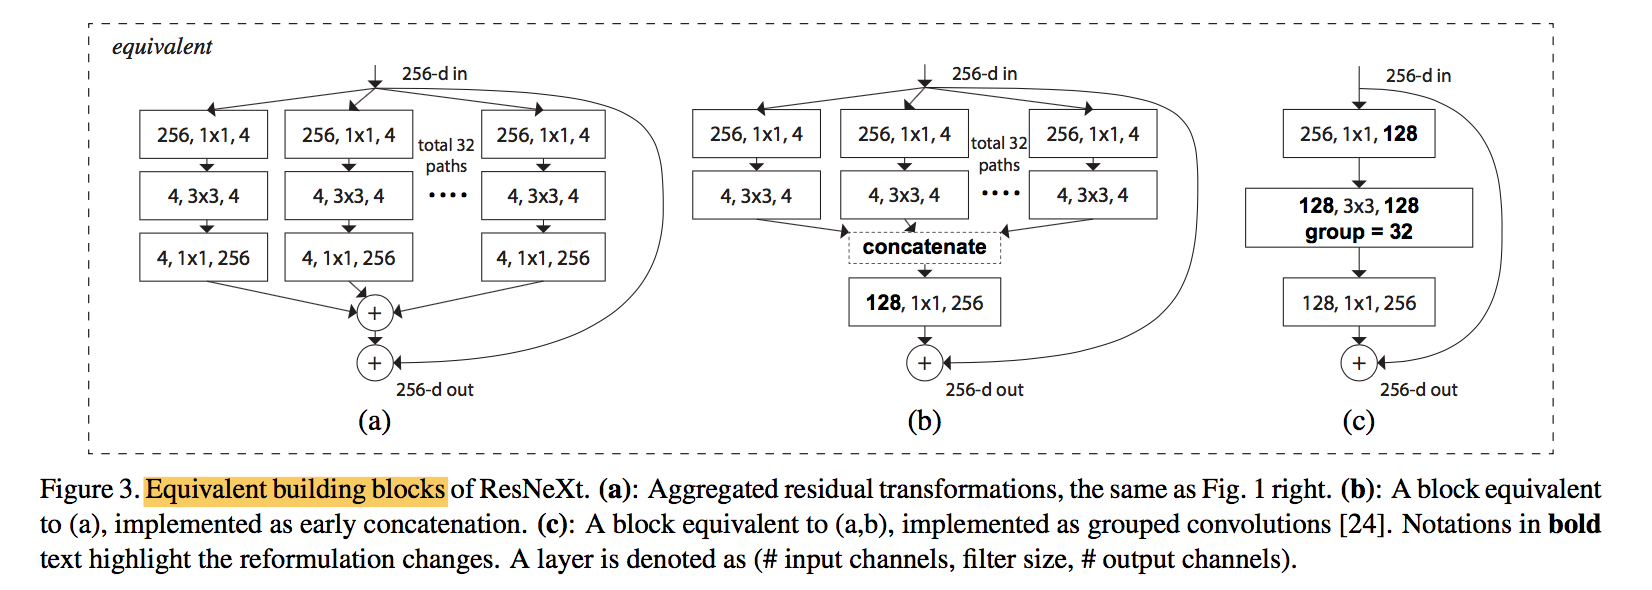 equivalent
256-d in
256, 1x1, 4
256, 1x1, 4
256, 1x1, 4
total 32
paths
4, 3x3, 4
4, 3x3, 4
....
4, 3x3, 4
4, 1x1, 256
4, 1x1, 256
4, 1x1, 256
+
+
256-d out
(a)
256-d in
256, 1x1, 4
256, 1x1, 4
256, 1x1, 4
total 32
paths
4, 3x3, 4
4, 3x3, 4
....
4, 3x3, 4
concatenate
128, 1x1, 256
+
256-d out
(b)
256-d in
256, 1x1, 128
128, 3x3, 128
group = 32
128, 1x1, 256
+
256-d out
(c)
Figure 3. Equivalent building blocks of ResNeXt. (a): Aggregated residual transformations, the same as Fig. 1 right. (b): A block equivalent
to (a), implemented as early concatenation. (c): A block equivalent to (a,b), implemented as grouped convolutions [24]. Notations in bold
text highlight the reformulation changes. A layer is denoted as (# input channels, filter size, # output channels).